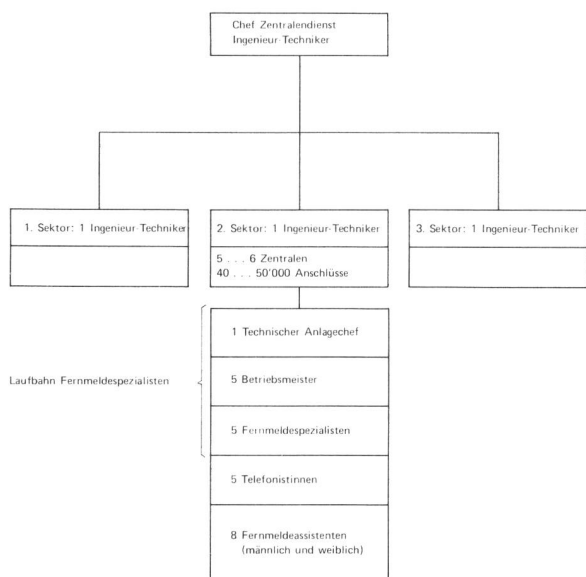 Chef Zentralendienst
Ingenieur-Techniker
1. Sektor: 1 Ingenieur-Techniker
2. Sektor: 1 Ingenieur-Techniker
3. Sektor: 1 Ingenieur-Techniker
5 . . . 6 Zentralen
40 . . . 50'000 Anschlüsse
1 Technischer Anlagechef
Laufbahn Fernmeldespezialisten
5 Betriebsmeister
5 Fernmeldespezialisten
5 Telefonistinnen
8 Fernmeldeassistenten
(männlich und weiblich)